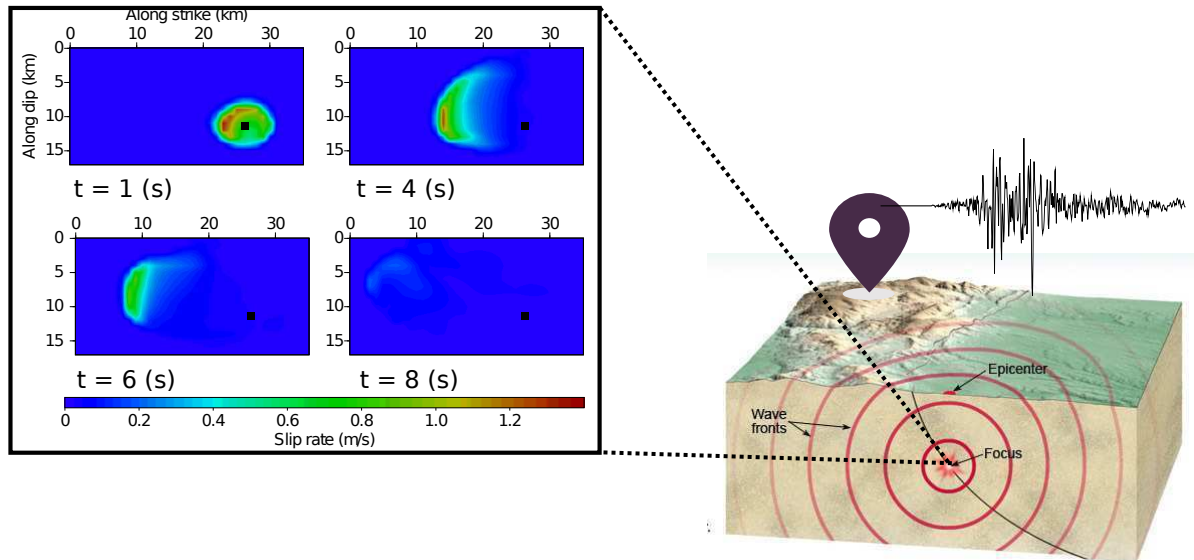 Along strike (km)
0 10 20 30
0 10 20 30
Along dip (km)
0
5
10
15
0
5
10
15
t = 1 (s)
t = 4 (s)
0 10 20 30
0 10 20 30
0
5
10
15
0
5
10
15
t = 6 (s)
t = 8 (s)
0 0.2 0.4 0.6 0.8 1.0 1.2
Slip rate (m/s)
Epicenter
Wave
fronts
Focus